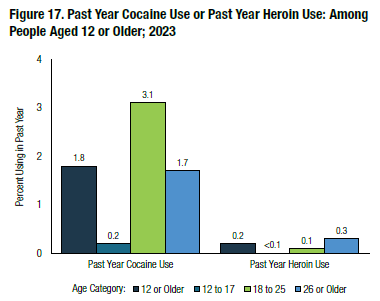 Figure 17. Past Year Cocaine Use or Past Year Heroin Use: Among
People Aged 12 or Older; 2023
Percent Using in Past Year
4
3
2
1
0
1.8
0.2
3.1
1.7
0.2
<0.1
0.1
0.3
Past Year Cocaine Use
Past Year Heroin Use
Age Category: 12 or Older 12 to 17 18 to 25 26 or Older